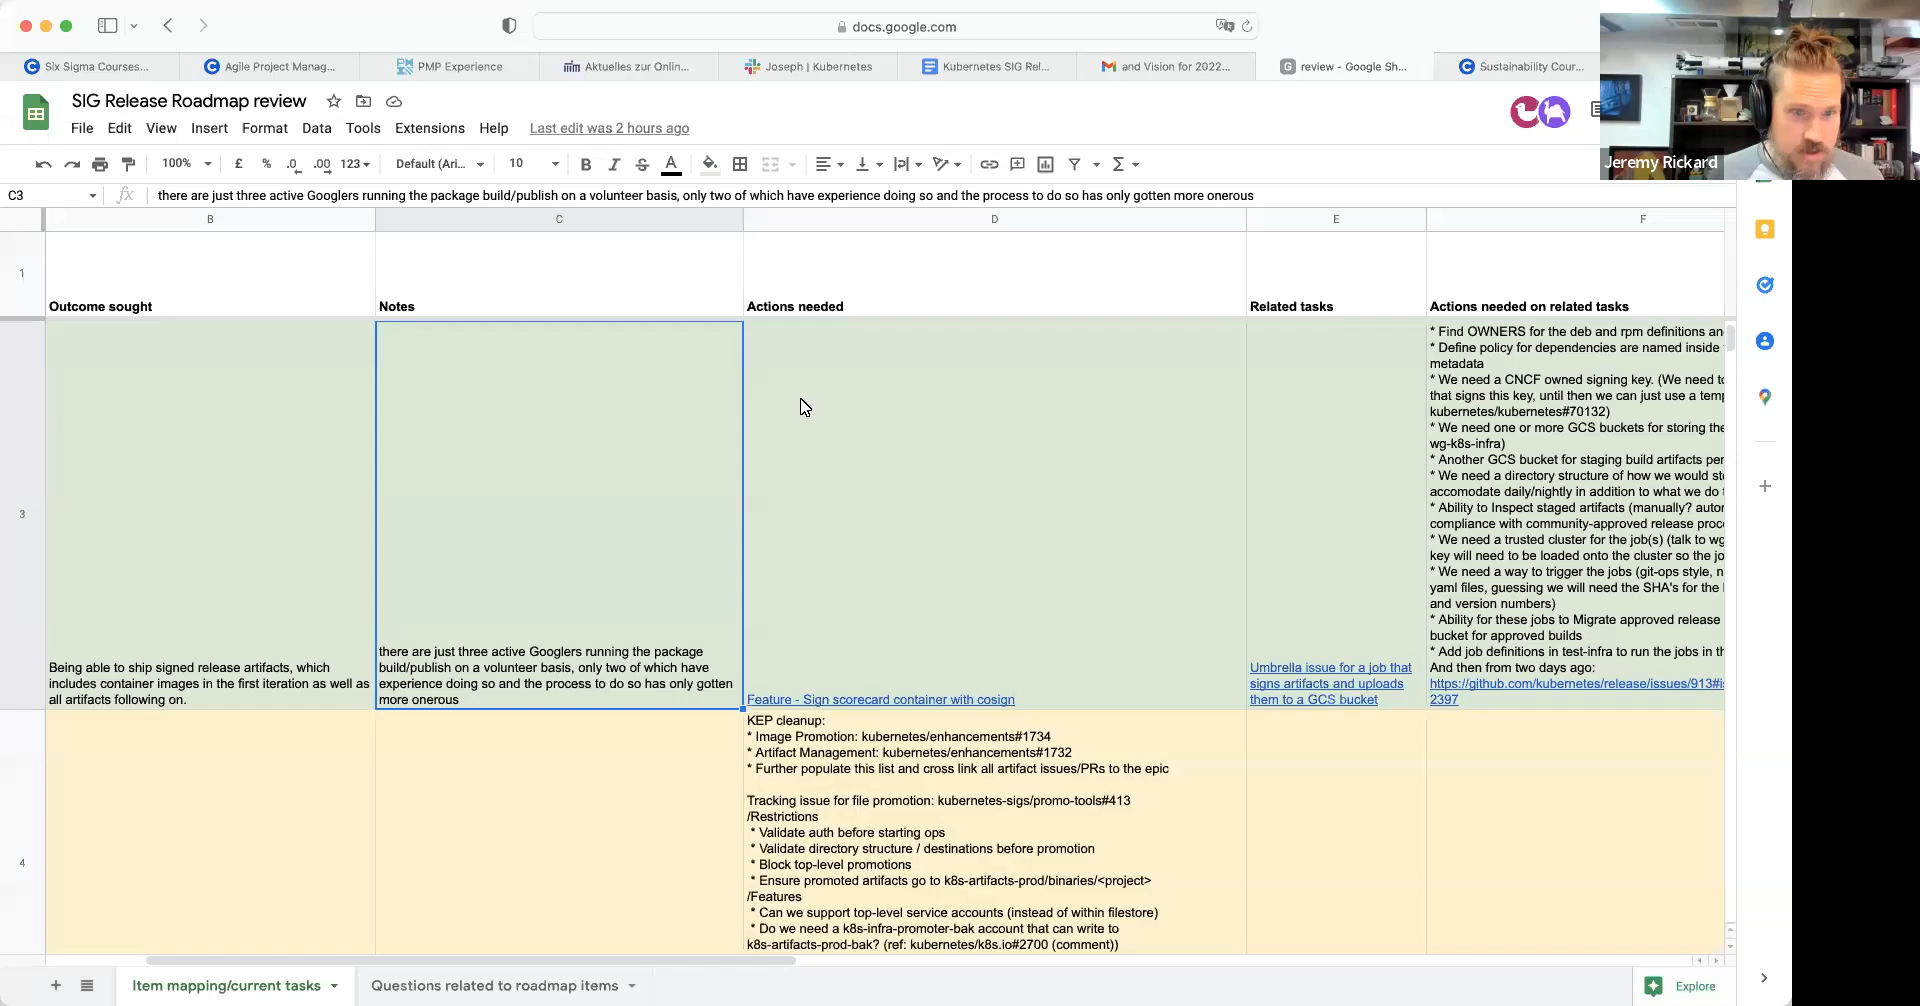 docs.google.com
Six Sigma Courses...
Agile Project Manag...
PMP Experience
Aktuelles zur Onlin...
Joseph | Kubernetes
Kubernetes SIG Rel...
and Vision for 2022...
review - Google Sh...
Sustainability Cour...
SIG Release Roadmap review
File Edit View Insert Format Data Tools Extensions Help Last edit was 2 hours ago
Jeremy Rickard
100% £ % .0 .00 123 Default (Ari... 10 B I S A
C3 fx there are just three active Googlers running the package build/publish on a volunteer basis, only two of which have experience doing so and the process to do so has only gotten more onerous
B C D E F
1
Outcome sought
Notes
Actions needed
Related tasks
Actions needed on related tasks
3
Being able to ship signed release artifacts, which
includes container images in the first iteration as well as
all artifacts following on.
there are just three active Googlers running the package
build/publish on a volunteer basis, only two of which have
experience doing so and the process to do so has only gotten
more onerous
Feature - Sign scorecard container with cosign
Umbrella issue for a job that
signs artifacts and uploads
them to a GCS bucket
* Find OWNERS for the deb and rpm definitions an
* Define policy for dependencies are named inside
metadata
* We need a CNCF owned signing key. (We need to
that signs this key, until then we can just use a temp
kubernetes/kubernetes#70132)
* We need one or more GCS buckets for storing the
wg-k8s-infra)
* Another GCS bucket for staging build artifacts per
* We need a directory structure of how we would sto
accomodate daily/nightly in addition to what we do
* Ability to Inspect staged artifacts (manually? autor
compliance with community-approved release proc
* We need a trusted cluster for the job(s) (talk to wg
key will need to be loaded onto the cluster so the jo
* We need a way to trigger the jobs (git-ops style, n
yaml files, guessing we will need the SHA's for the
and version numbers)
* Ability for these jobs to Migrate approved release
bucket for approved builds
* Add job definitions in test-infra to run the jobs in th
And then from two days ago:
https://github.com/kubernetes/release/issues/913#is
2397
4
KEP cleanup:
* Image Promotion: kubernetes/enhancements#1734
* Artifact Management: kubernetes/enhancements#1732
* Further populate this list and cross link all artifact issues/PRs to the epic
Tracking issue for file promotion: kubernetes-sigs/promo-tools#413
/Restrictions
* Validate auth before starting ops
* Validate directory structure / destinations before promotion
* Block top-level promotions
* Ensure promoted artifacts go to k8s-artifacts-prod/binaries/<project>
/Features
* Can we support top-level service accounts (instead of within filestore)
* Do we need a k8s-infra-promoter-bak account that can write to
k8s-artifacts-prod-bak? (ref: kubernetes/k8s.io#2700 (comment))
Item mapping/current tasks
Questions related to roadmap items
Explore